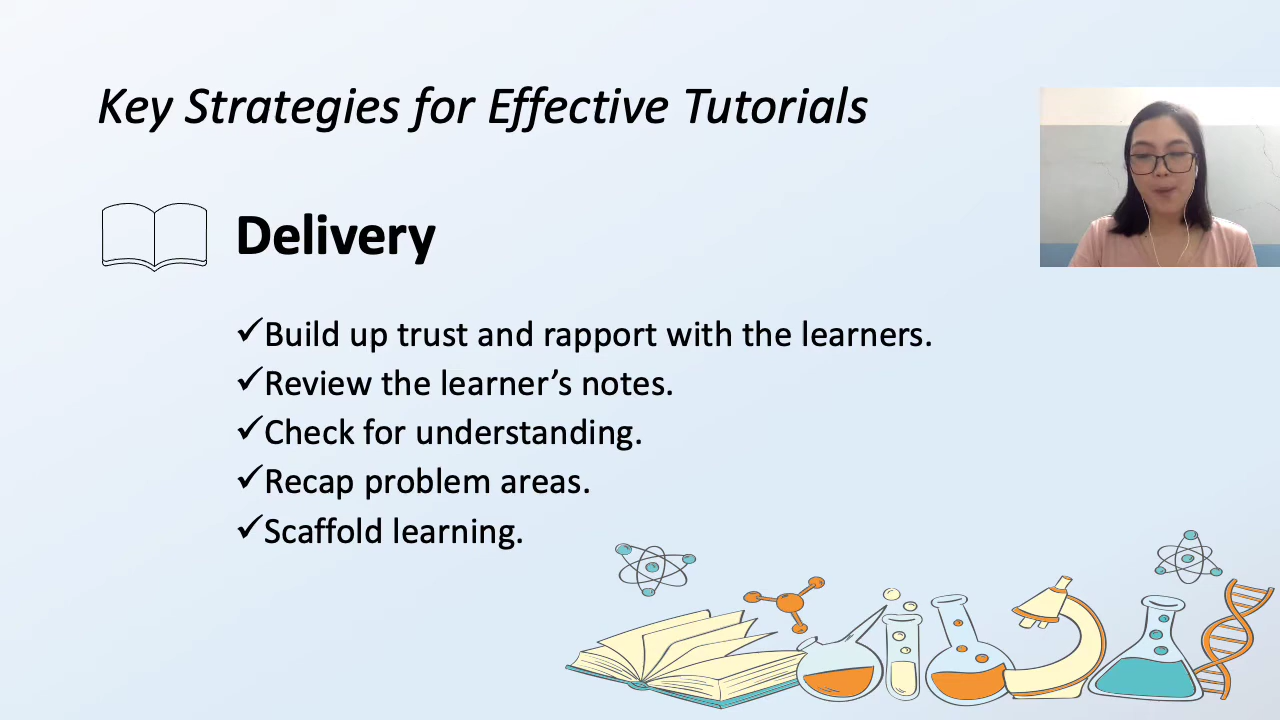 Key Strategies for Effective Tutorials
Delivery
✓Build up trust and rapport with the learners.
✓Review the learner’s notes.
✓Check for understanding.
✓Recap problem areas.
✓Scaffold learning.